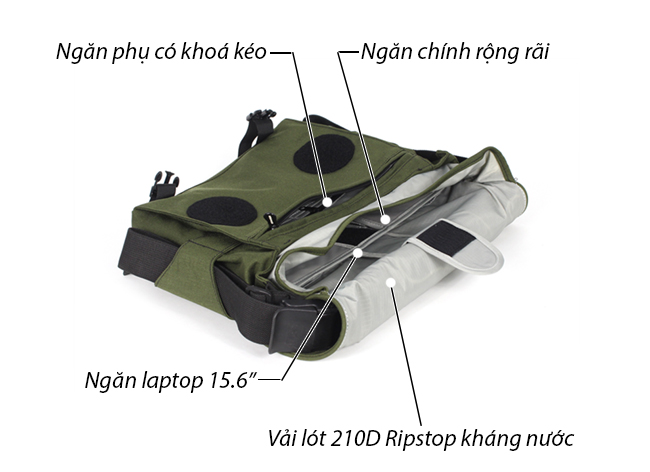 Ngăn phụ có khoá kéo
Ngăn chính rộng rãi
Ngăn laptop 15.6”
Vải lót 210D Ripstop kháng nước